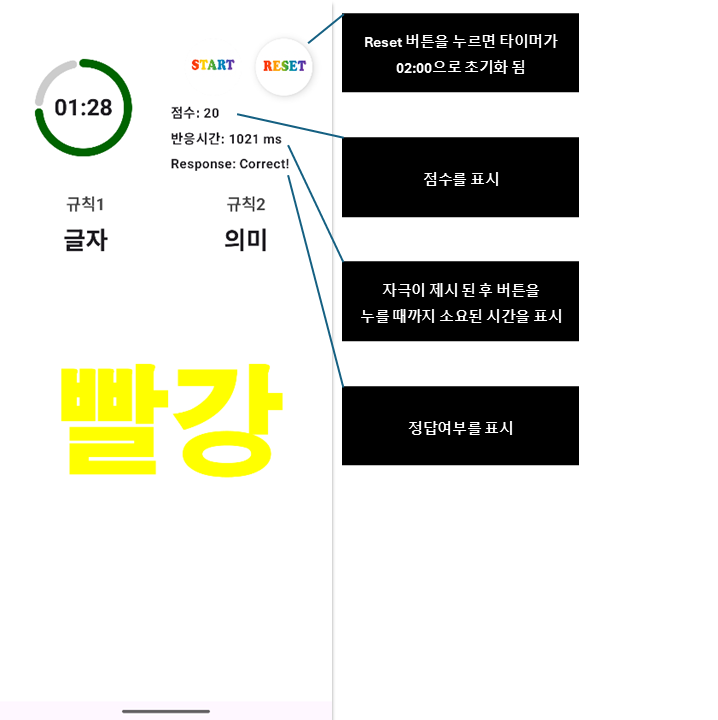 START
RESET
01:28
점수: 20
반응시간: 1021 ms
Response: Correct!
규칙1
규칙2
글자
의미
빨강
Reset 버튼을 누르면 타이머가
02:00으로 초기화 됨
점수를 표시
자극이 제시 된 후 버튼을
누를 때까지 소요된 시간을 표시
정답여부를 표시